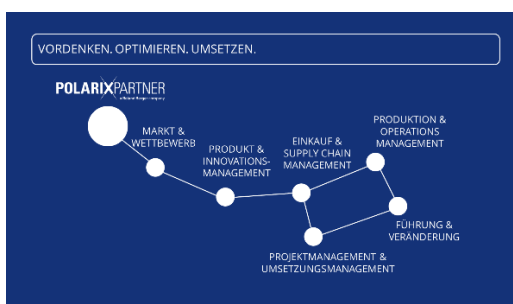 VORDENKEN. OPTIMIEREN. UMSETZEN.
POLARIXPARTNER
MARKT &
WETTBEWERB
PRODUKT &
INNOVATIONS-
MANAGEMENT
EINKAUF &
SUPPLY CHAIN
MANAGEMENT
PRODUKTION &
OPERATIONS
MANAGEMENT
FÜHRUNG &
VERÄNDERUNG
PROJEKTMANAGEMENT &
UMSETZUNGSMANAGEMENT